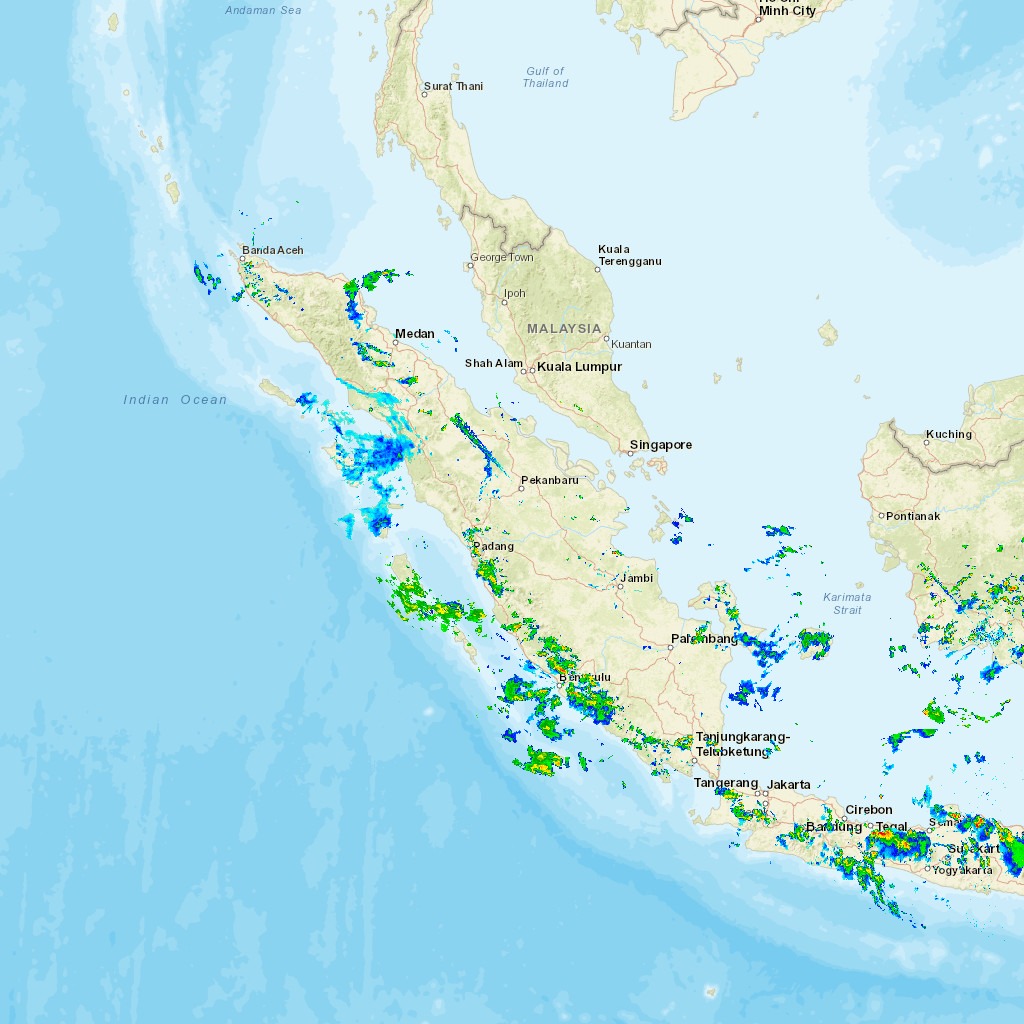 Andaman Sea
Minh City
Gulf of
Thailand
Surat Thani
Banda Aceh
George Town
Kuala
Terengganu
Ipoh
MALAYSIA
Medan
Kuantan
Shah Alam
Kuala Lumpur
Indian Ocean
Kuching
Singapore
Pekanbaru
Pontianak
Padang
Jambi
Karimata
Strait
Palembang
Bengkulu
Tanjungkarang-
Telukbetung
Tangerang
Jakarta
Cirebon
Bandung
Tegal
Yogyakarta